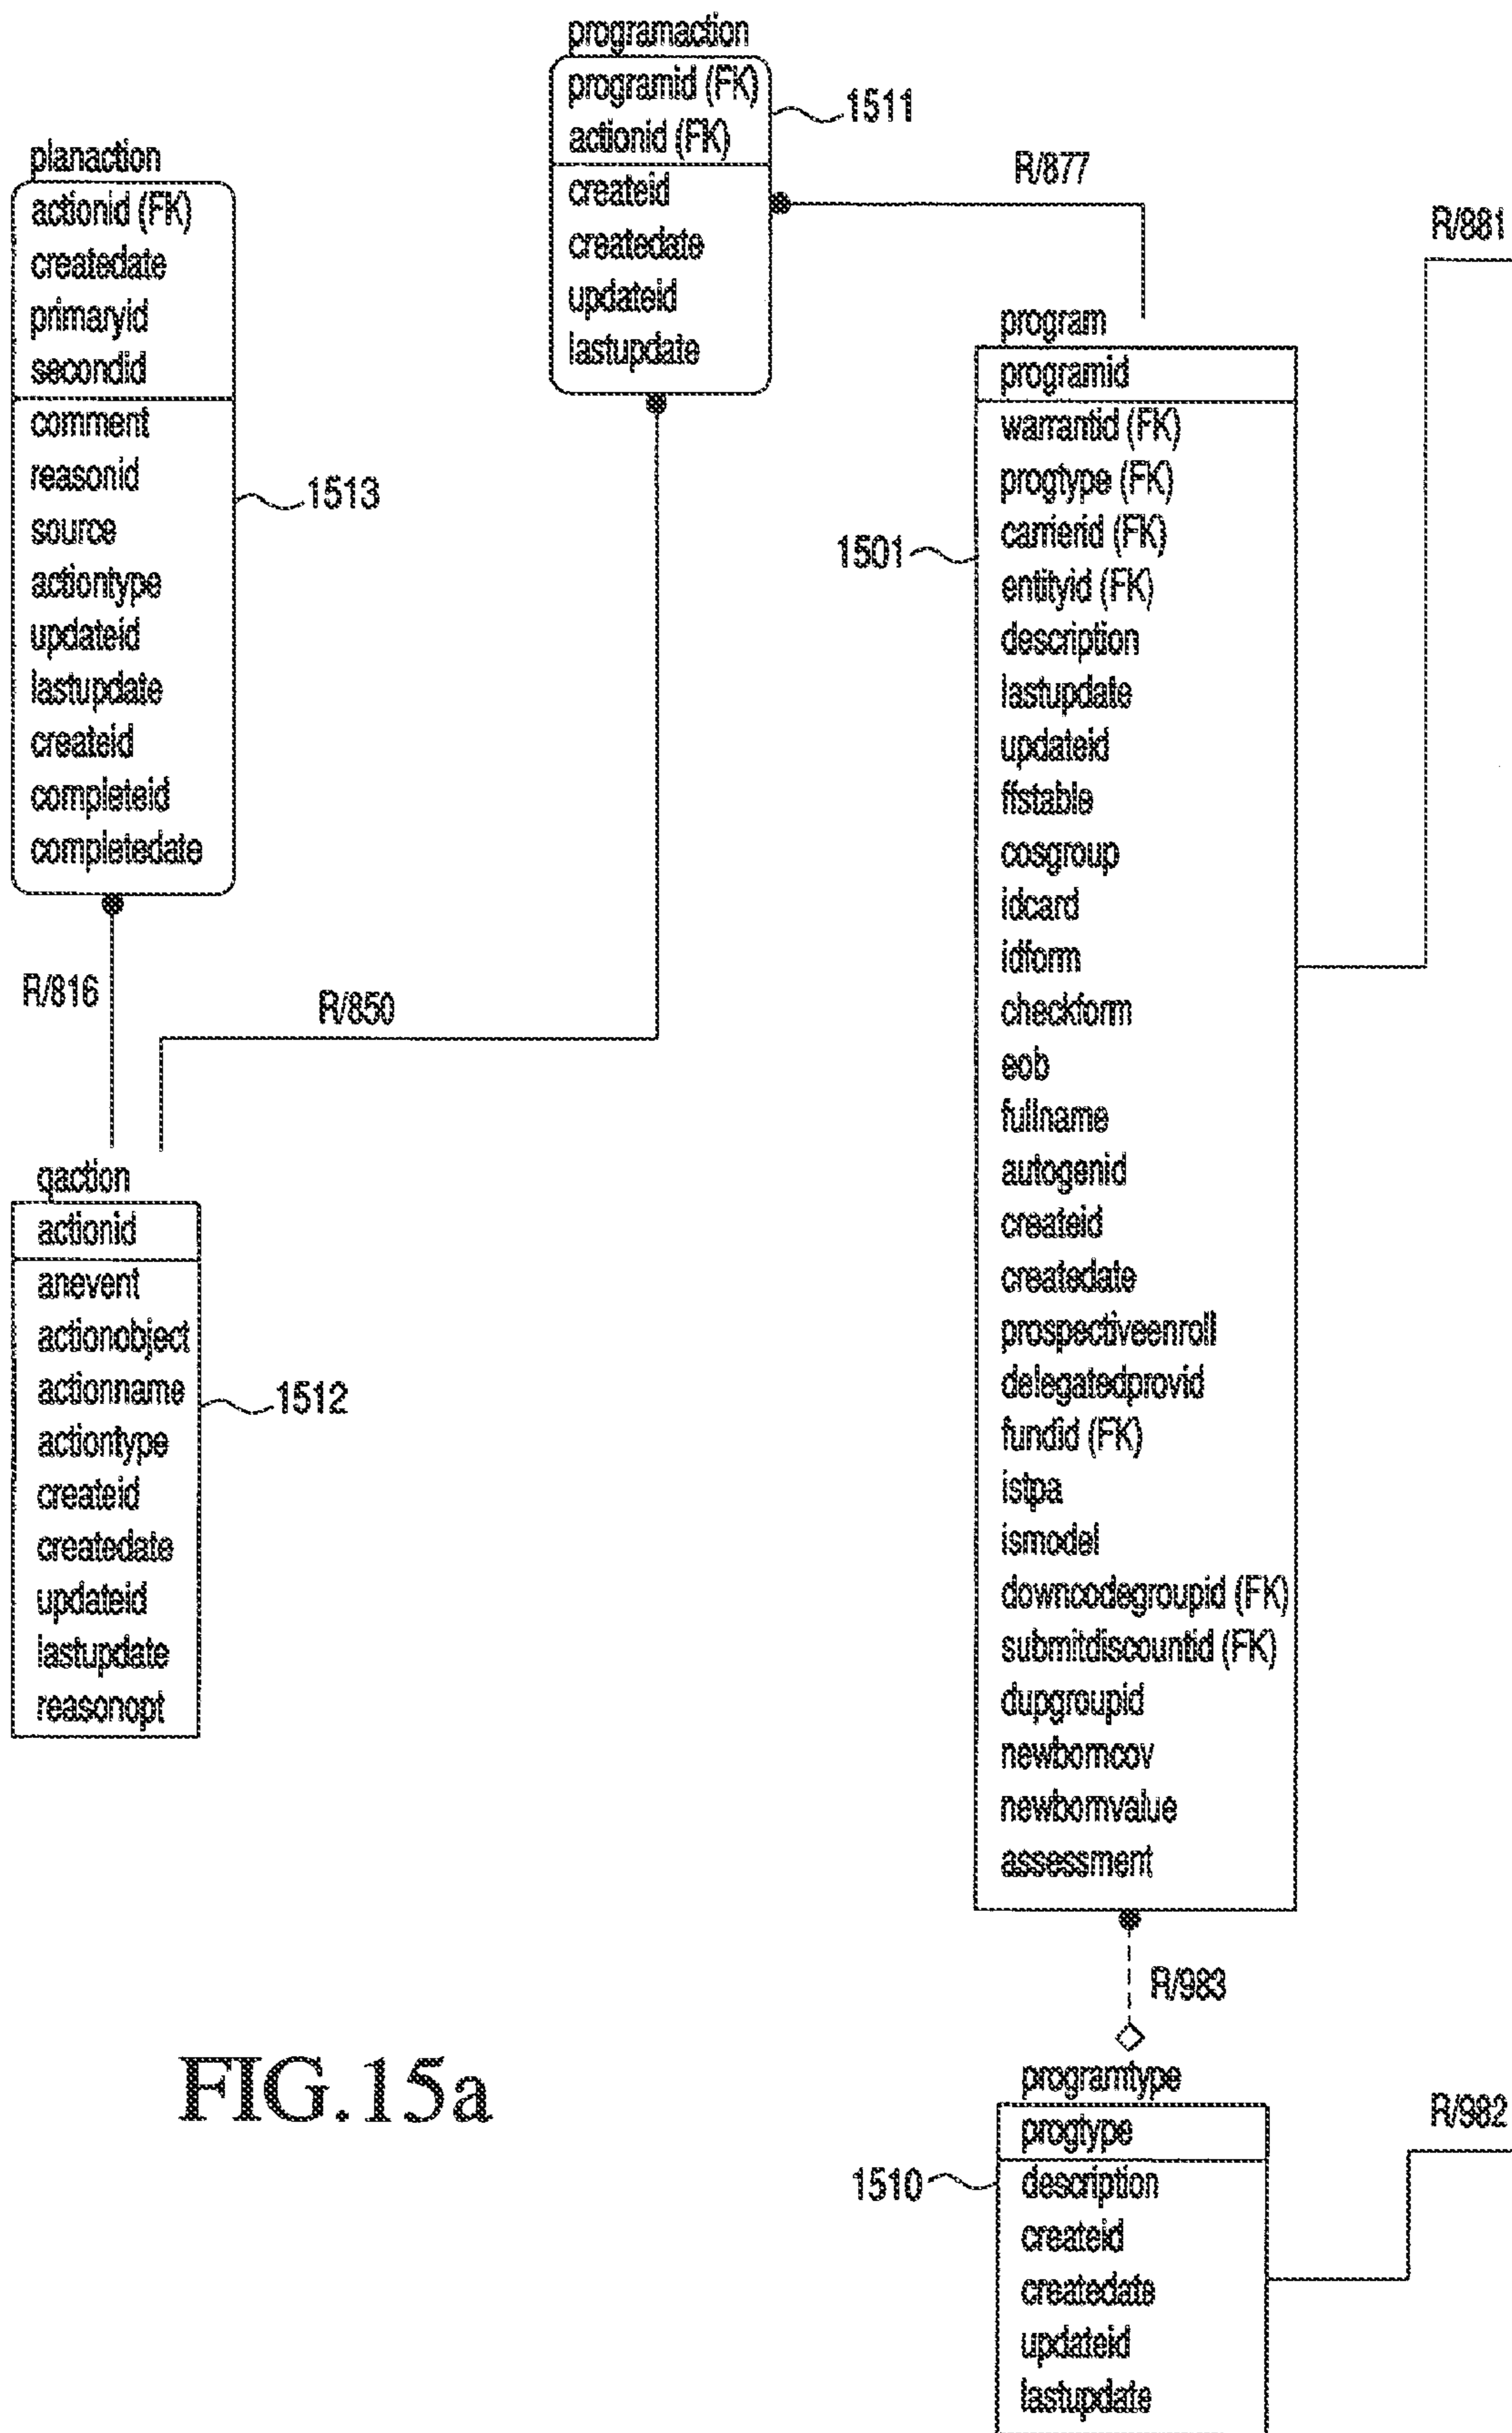 programaction
programid (FK)
actionid (FK)
createid
createdate
updateid
lastupdate
1511
R/877
R/881
planaction
actionid (FK)
createdate
primaryid
secondid
comment
reasonid
source
actiontype
updateid
lastupdate
createid
completeid
completedate
1513
R/816
R/850
program
programid
warrantid (FK)
progtype (FK)
carrierid (FK)
entityid (FK)
description
lastupdate
updateid
ffstable
cosgroup
idcard
idform
checkform
eob
fullname
autogenid
createid
createdate
prospectiveenroll
delegatedprovid
fundid (FK)
istpa
ismodel
downcodegroupid (FK)
submitdiscountid (FK)
dupgroupid
newborncov
newbornvalue
assessment
1501
qaction
actionid
anevent
actionobject
actionname
actiontype
createid
createdate
updateid
lastupdate
reasonopt
1512
R/983
programtype
progtype
description
createid
createdate
updateid
lastupdate
1510
R/982
FIG.15a